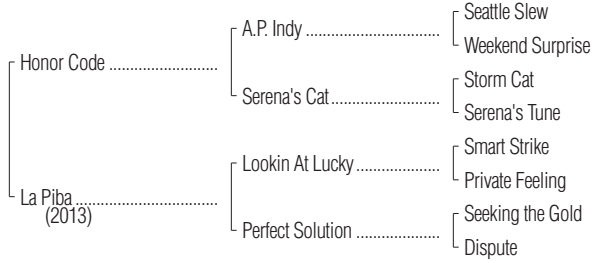 Seattle Slew
A.P. Indy ............................
Weekend Surprise
Honor Code ..........................
Storm Cat
Serena's Cat..........................
Serena's Tune
Smart Strike
Lookin At Lucky ....................
Private Feeling
La Piba ..................................
(2013)
Seeking the Gold
Perfect Solution .....................
Dispute